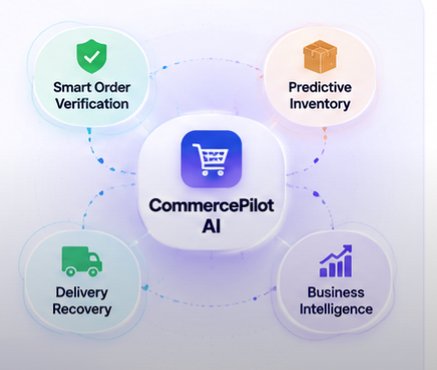 Smart Order
Verification
Predictive
Inventory
CommercePilot
AI
Delivery
Recovery
Business
Intelligence